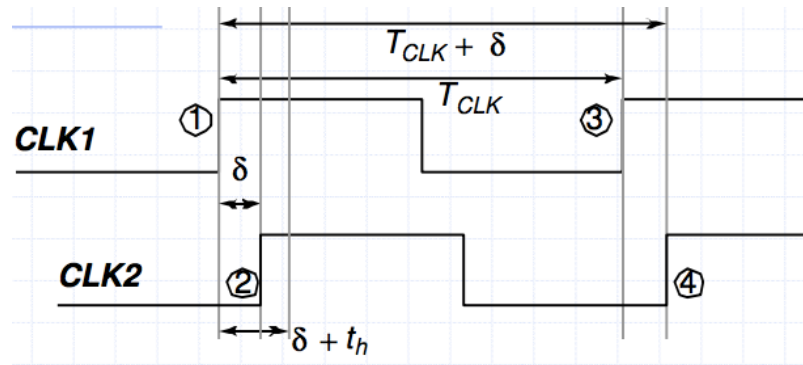 T_CLK + δ
T_CLK
① ③
CLK1
δ
CLK2 ② ④
δ + t_h